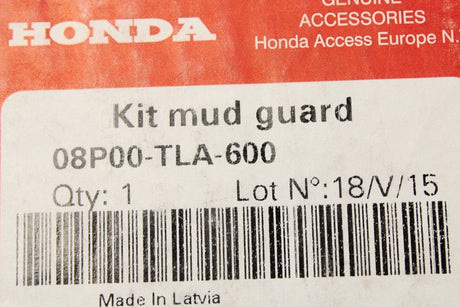 GENUINE
HONDA
ACCESSORIES
Honda Access Europe N.
Kit mud guard
08P00-TLA-600
Qty: 1 Lot N°:18/V/15
Made In Latvia